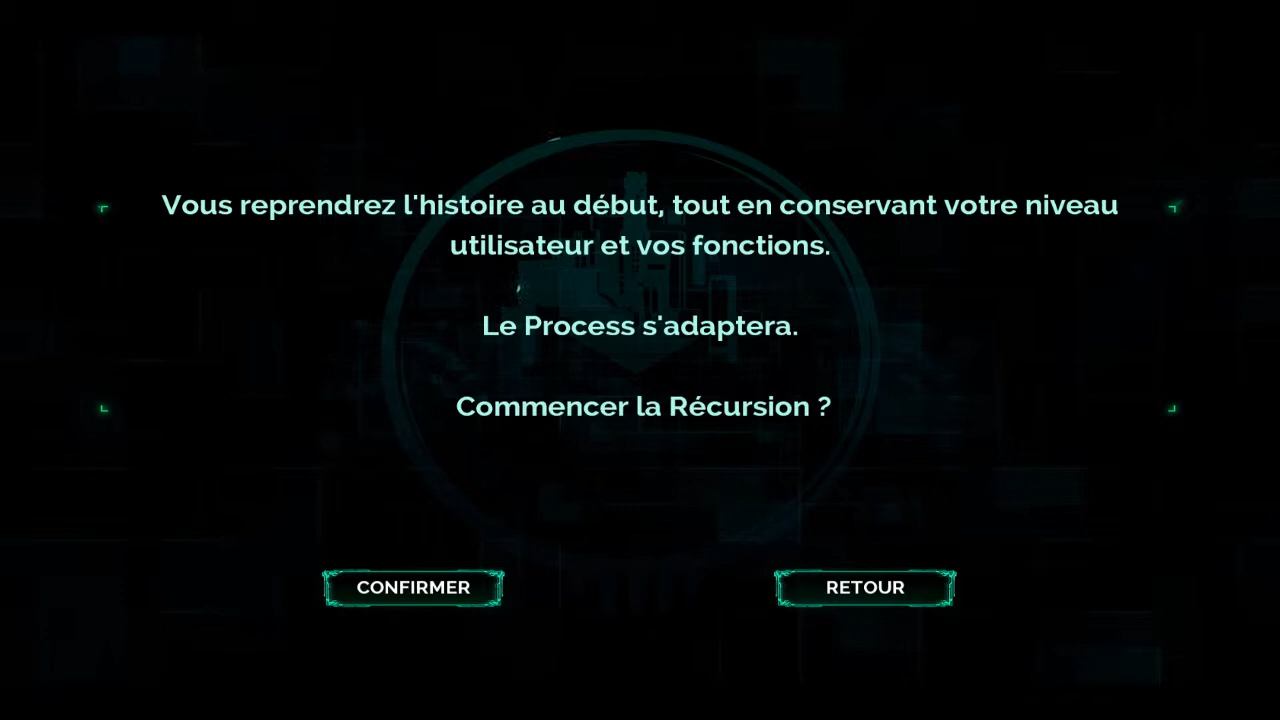 Vous reprendrez l'histoire au début, tout en conservant votre niveau
utilisateur et vos fonctions.
Le Process s'adaptera.
Commencer la Récursion ?
CONFIRMER
RETOUR